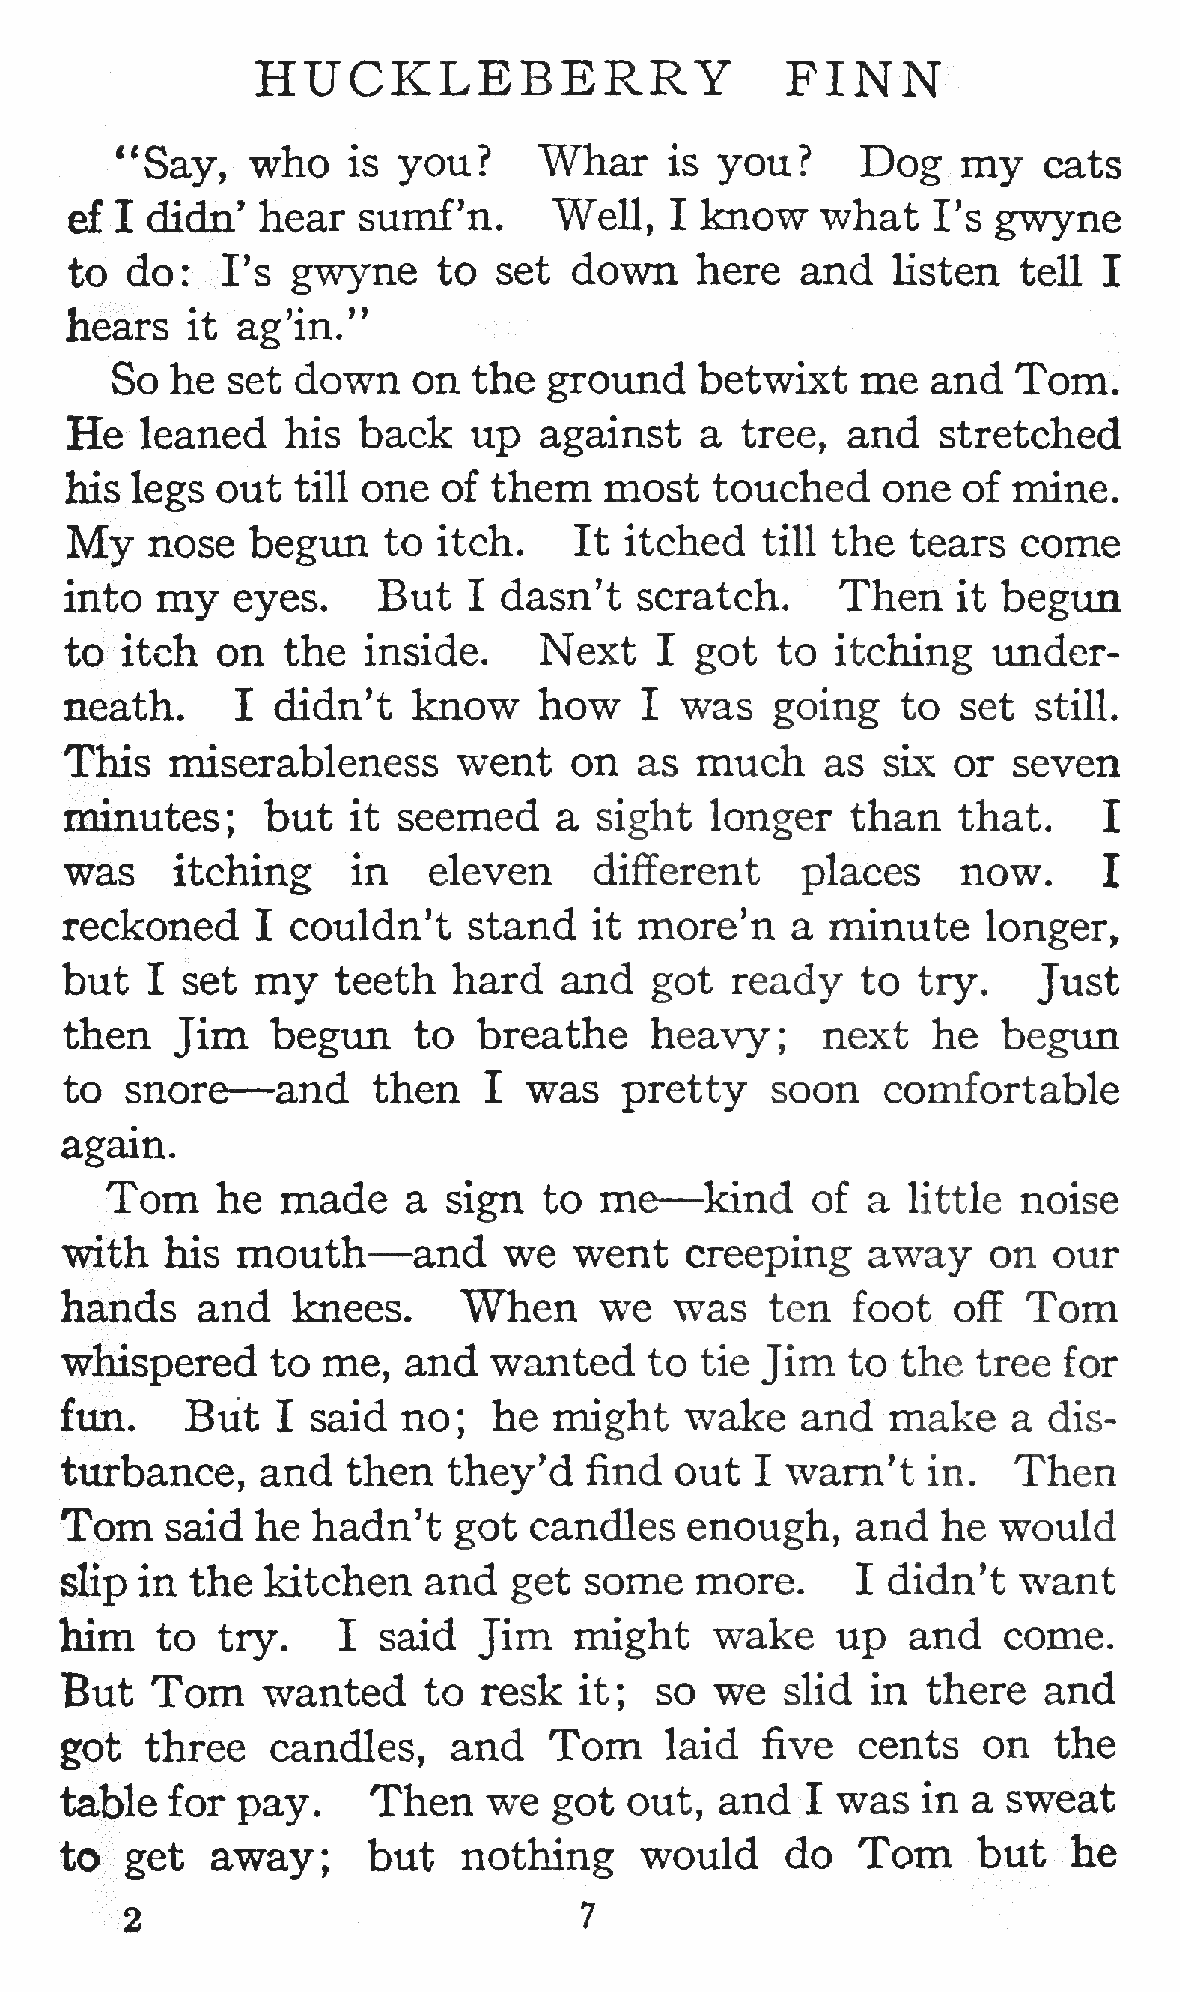 HUCKLEBERRY FINN
“Say, who is you? Whar is you? Dog my cats
ef I didn’ hear sumf’n. Well, I know what I’s gwyne
to do: I’s gwyne to set down here and listen tell I
hears it ag’in.”
So he set down on the ground betwixt me and Tom.
He leaned his back up against a tree, and stretched
his legs out till one of them most touched one of mine.
My nose begun to itch. It itched till the tears come
into my eyes. But I dasn’t scratch. Then it begun
to itch on the inside. Next I got to itching under-
neath. I didn’t know how I was going to set still.
This miserableness went on as much as six or seven
minutes; but it seemed a sight longer than that. I
was itching in eleven different places now. I
reckoned I couldn’t stand it more’n a minute longer,
but I set my teeth hard and got ready to try. Just
then Jim begun to breathe heavy; next he begun
to snore—and then I was pretty soon comfortable
again.
Tom he made a sign to me—kind of a little noise
with his mouth—and we went creeping away on our
hands and knees. When we was ten foot off Tom
whispered to me, and wanted to tie Jim to the tree for
fun. But I said no; he might wake and make a dis-
turbance, and then they’d find out I warn’t in. Then
Tom said he hadn’t got candles enough, and he would
slip in the kitchen and get some more. I didn’t want
him to try. I said Jim might wake up and come.
But Tom wanted to resk it; so we slid in there and
got three candles, and Tom laid five cents on the
table for pay. Then we got out, and I was in a sweat
to get away; but nothing would do Tom but he
2 7